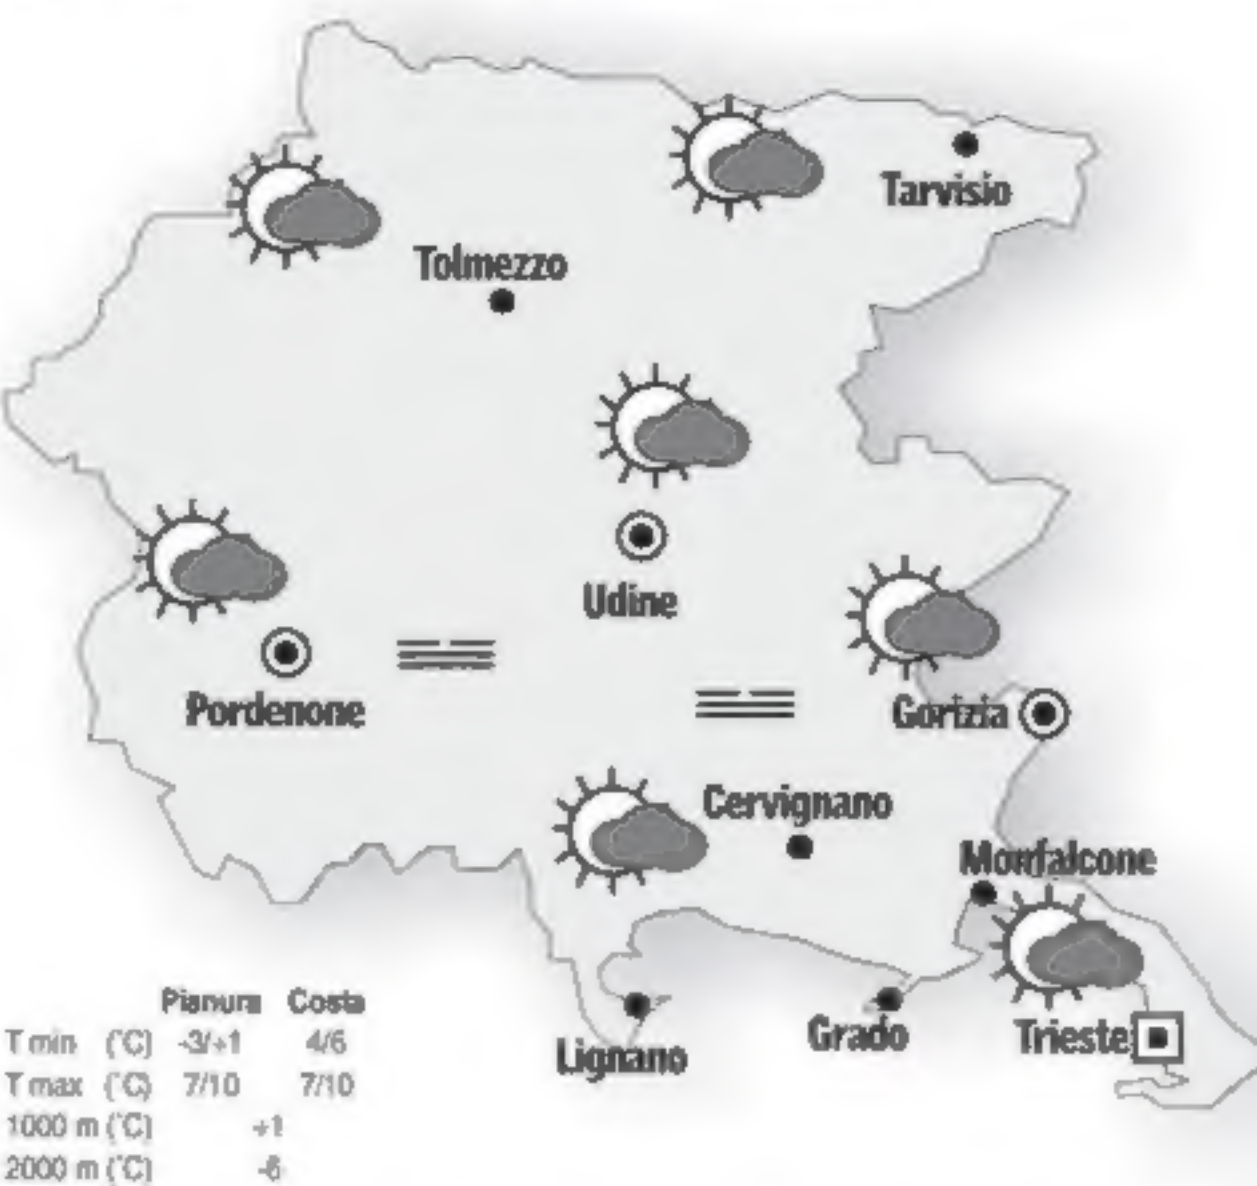 Tarvisio
Tolmezzo
Udine
Pordenone
Gorizia
Cervignano
Monfalcone
Grado
Trieste
Lignano
Pianura Costa
T min (°C) -3/+1 4/6
T max (°C) 7/10 7/10
1000 m (°C) +1
2000 m (°C) -6